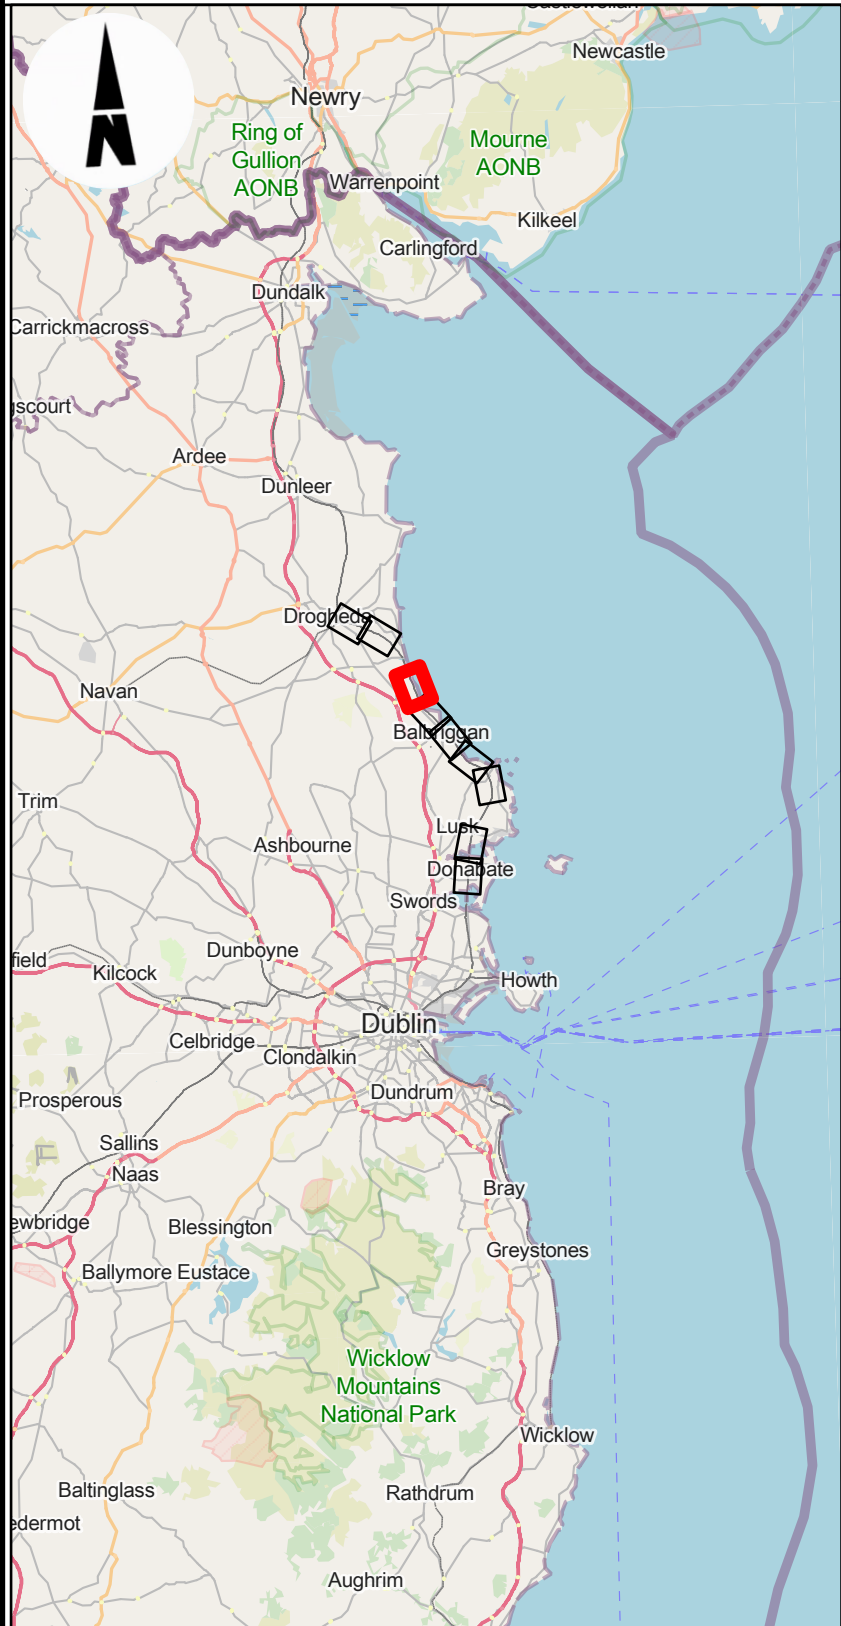 Newcastle
N
Newry
Ring of
Gullion
AONB
Mourne
AONB
Warrenpoint
Kilkeel
Carlingford
Dundalk
Carrickmacross
gscourt
Ardee
Dunleer
Drogheda
Navan
Balbriggan
Trim
Lusk
Ashbourne
Donabate
Swords
Dunboyne
field
Kilcock
Howth
Dublin
Celbridge
Clondalkin
Dundrum
Prosperous
Sallins
Naas
Bray
ewbridge
Blessington
Greystones
Ballymore Eustace
Wicklow
Mountains
National Park
Wicklow
Baltinglass
Rathdrum
edermot
Aughrim